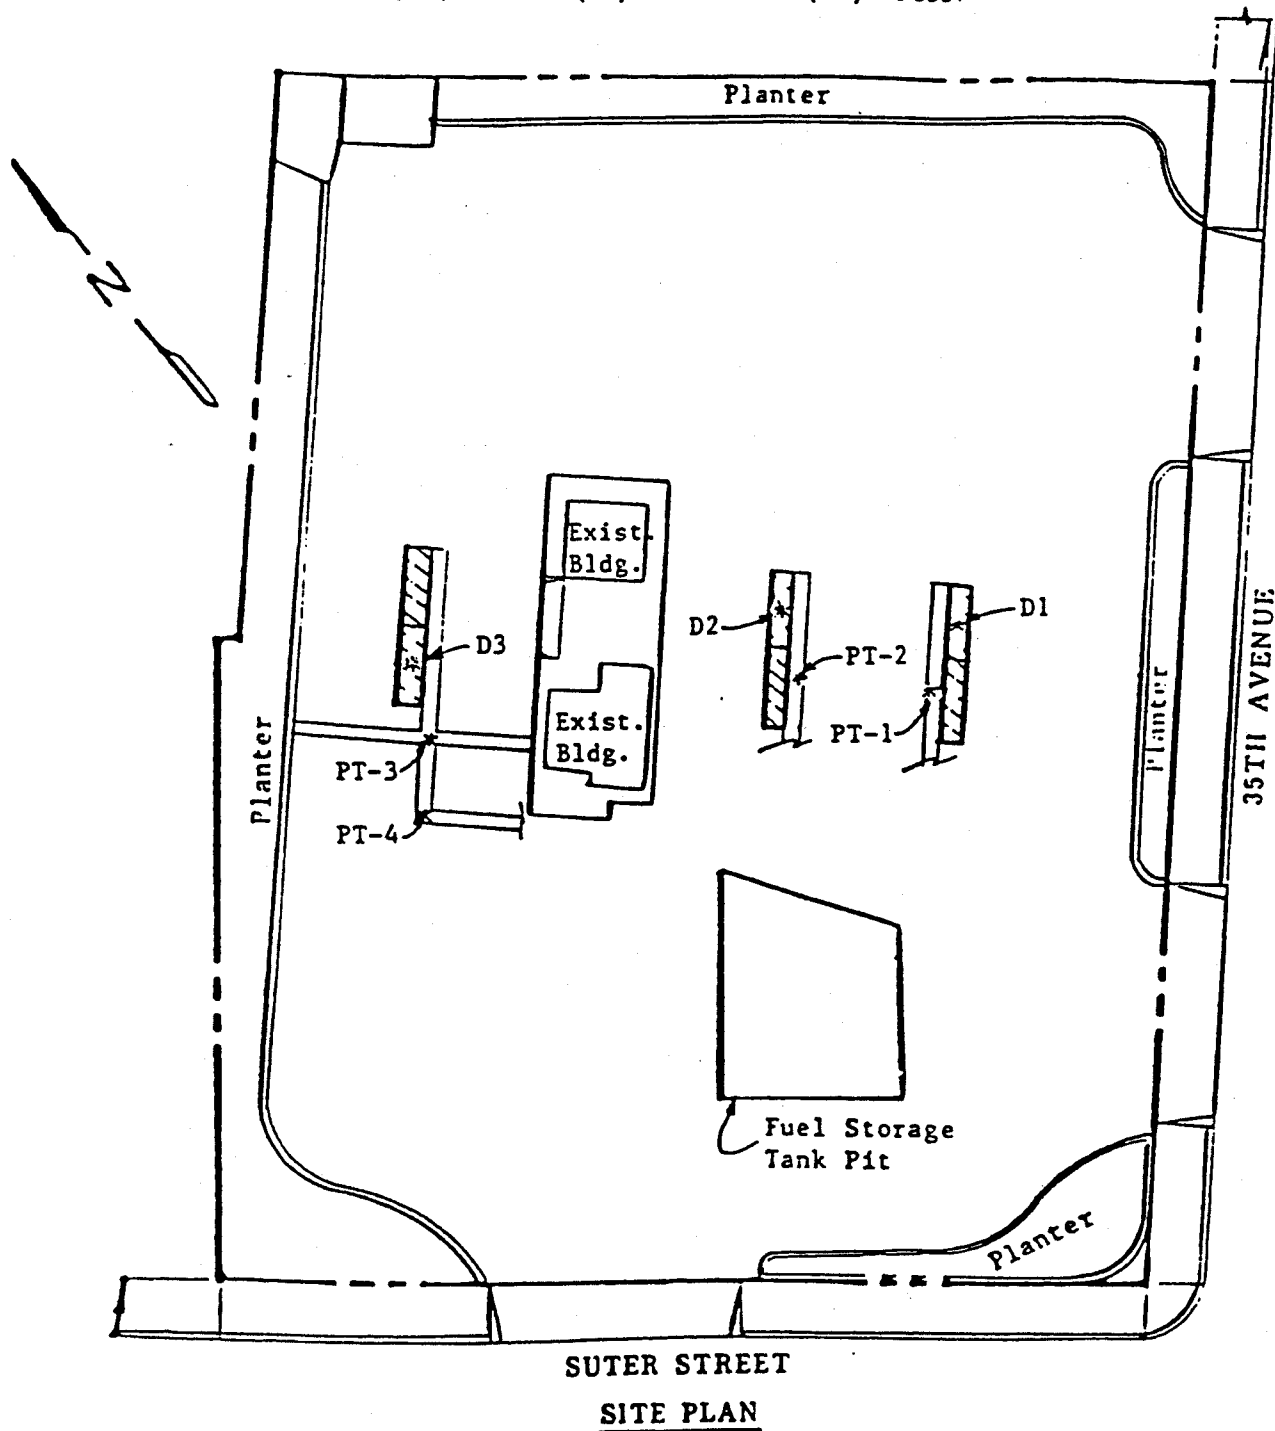 Planter
N
Exist.
Bldg.
D3
D2
D1
PT-2
PT-1
Exist.
Bldg.
PT-3
PT-4
Planter
Planter
35TH AVENUE
Fuel Storage
Tank Pit
Planter
SUTER STREET
SITE PLAN